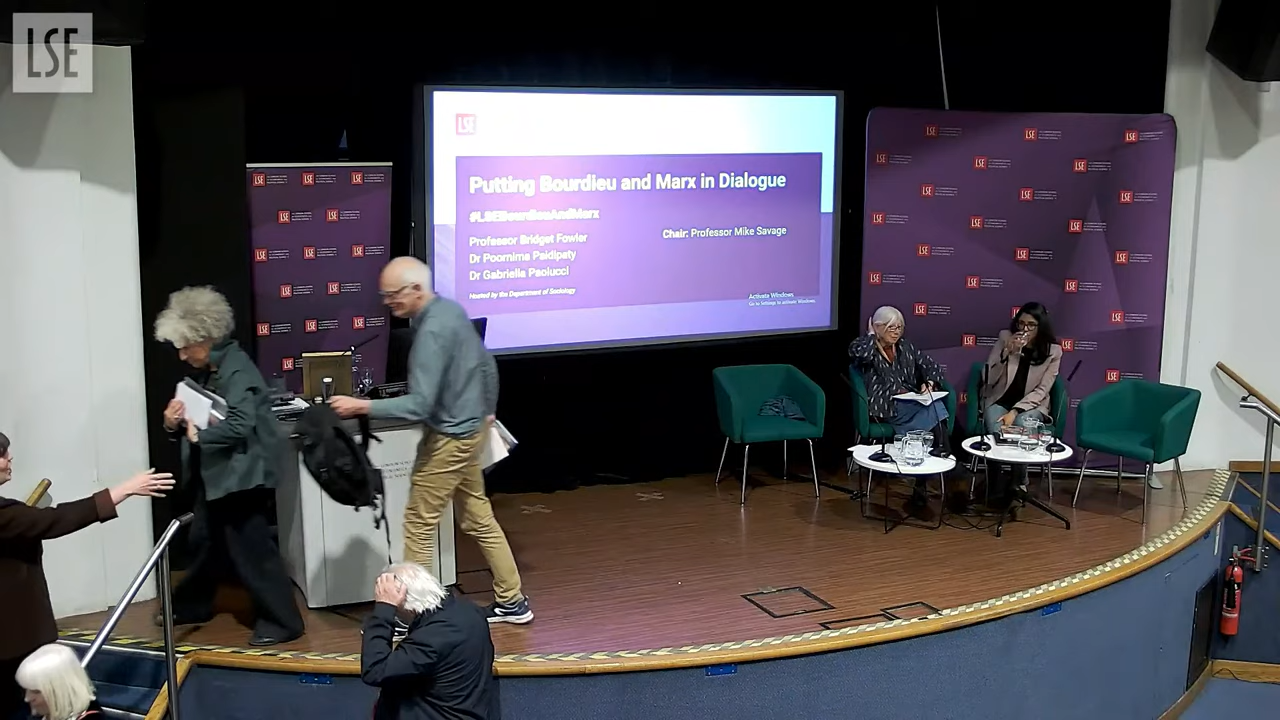 LSE
LSE
Putting Bourdieu and Marx in Dialogue
#LSEBourdieuAndMarx
Professor Bridget Fowler
Chair: Professor Mike Savage
Dr Poornima Paidipaty
Dr Gabriella Paolucci
Hosted by the Department of Sociology
Activate Windows
Go to Settings to activate Windows.